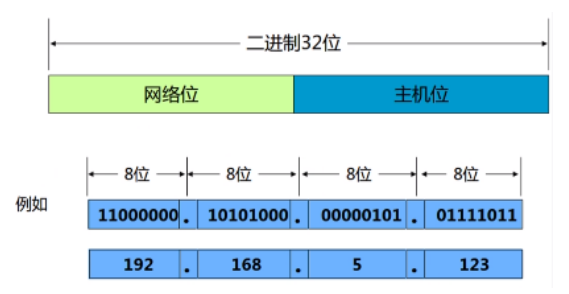 二进制32位
网络位 主机位
8位 8位 8位 8位
例如
11000000 . 10101000 . 00000101 . 01111011
192 . 168 . 5 . 123